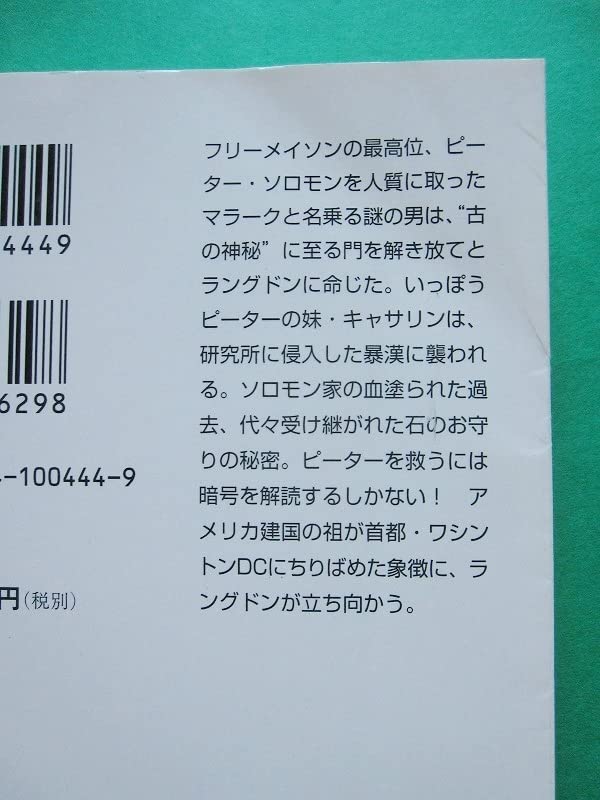 4449
6298
-100444-9
円(税別)
フリーメイソンの最高位、ピー
ター・ソロモンを人質に取った
マラークと名乗る謎の男は、“古
の神秘”に至る門を解き放てと
ラングドンに命じた。いっぽう
ピーターの妹・キャサリンは、
研究所に侵入した暴漢に襲われ
る。ソロモン家の血塗られた過
去、代々受け継がれた石のお守
りの秘密。ピーターを救うには
暗号を解読するしかない！　ア
メリカ建国の祖が首都・ワシン
トンDCにちりばめた象徴に、ラ
ングドンが立ち向かう。